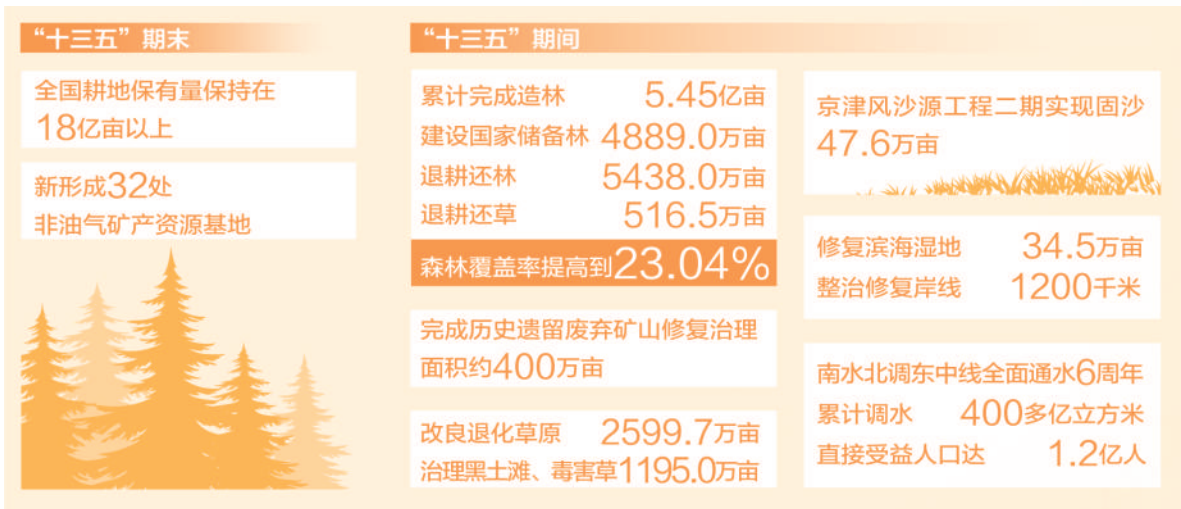 “十三五”期末
全国耕地保有量保持在
18亿亩以上
新形成32处
非油气矿产资源基地
“十三五”期间
累计完成造林 5.45亿亩
建设国家储备林 4889.0万亩
退耕还林 5438.0万亩
退耕还草 516.5万亩
森林覆盖率提高到23.04%
完成历史遗留废弃矿山修复治理
面积约400万亩
改良退化草原 2599.7万亩
治理黑土滩、毒害草1195.0万亩
京津风沙源工程二期实现固沙
47.6万亩
修复滨海湿地 34.5万亩
整治修复岸线 1200千米
南水北调东中线全面通水6周年
累计调水 400多亿立方米
直接受益人口达 1.2亿人